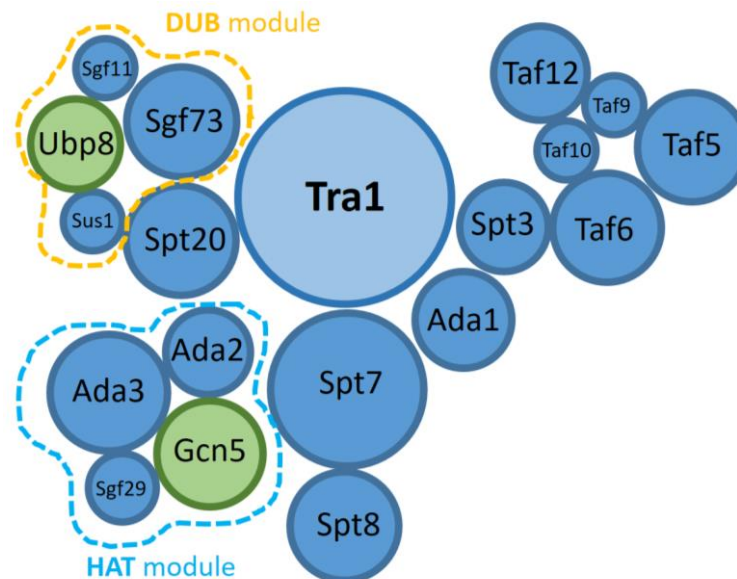 DUB module
Sgf11
Sgf73
Ubp8
Sus1
Spt20
Tra1
Taf12
Taf9
Taf10
Taf5
Spt3
Taf6
Ada1
Ada2
Ada3
Gcn5
Sgf29
Spt7
Spt8
HAT module